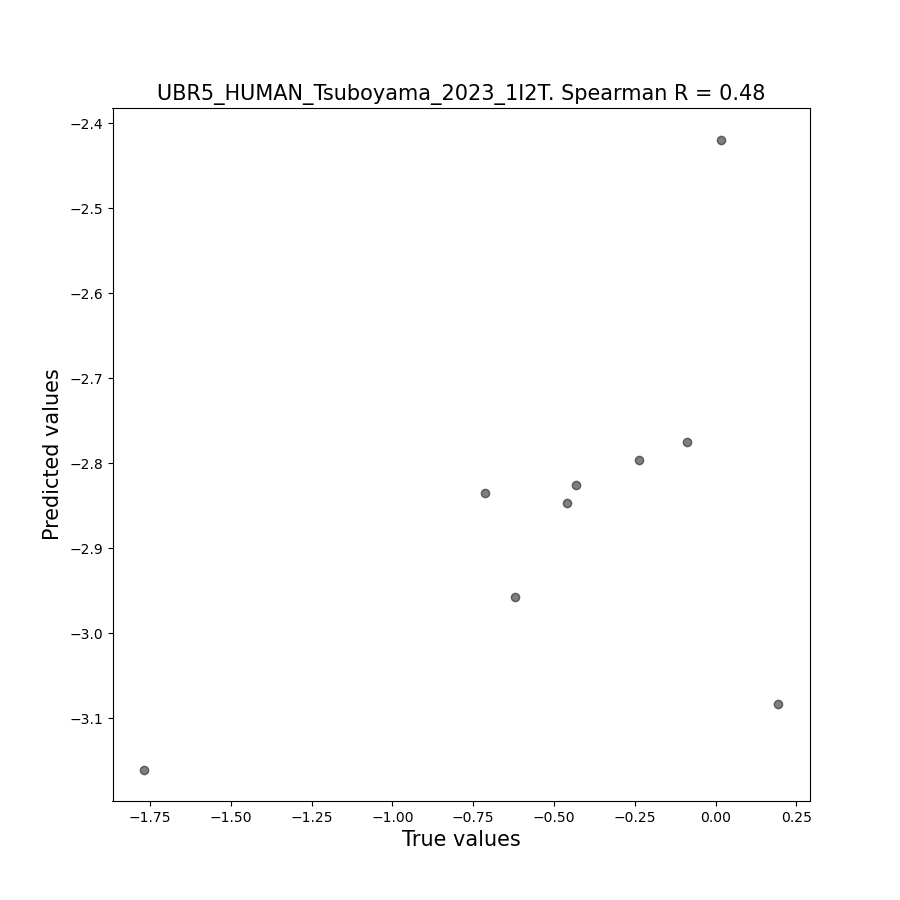 UBR5_HUMAN_Tsuboyama_2023_1I2T. Spearman R = 0.48
−2.4
−2.5
−2.6
−2.7
−2.8
−2.9
−3.0
−3.1
Predicted values
−1.75 −1.50 −1.25 −1.00 −0.75 −0.50 −0.25 0.00 0.25
True values